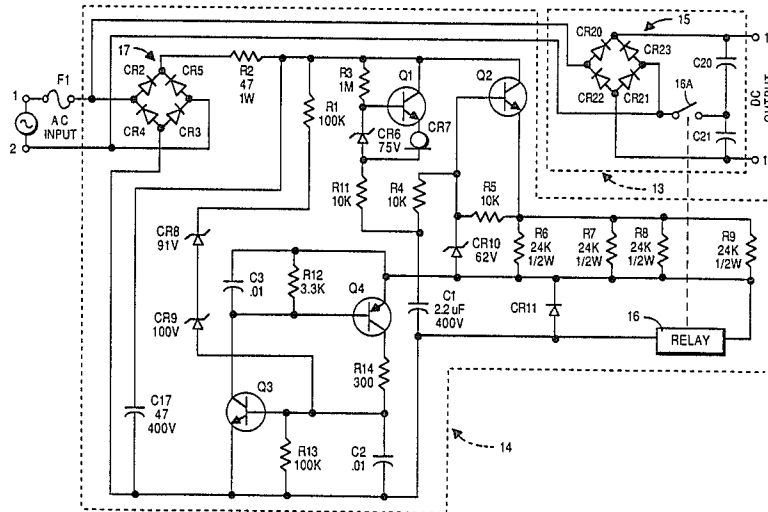 15
17
CR20
CR23
1
F1
CR2
CR5
R2
47
1W
R3
1M
Q1
Q2
C20
1
AC
INPUT
2
CR4
CR3
R1
100K
CR6
75V
CR7
CR22
CR21
16A
C21
DC
OUTPUT
1
1
13
R11
10K
R4
10K
R5
10K
CR8
91V
CR10
62V
R6
24K
1/2W
R7
24K
1/2W
R8
24K
1/2W
R9
24K
1/2W
C3
.01
R12
3.3K
Q4
C1
2.2uF
400V
CR11
16
RELAY
CR9
100V
R14
300
C17
47
400V
Q3
R13
100K
C2
.01
14